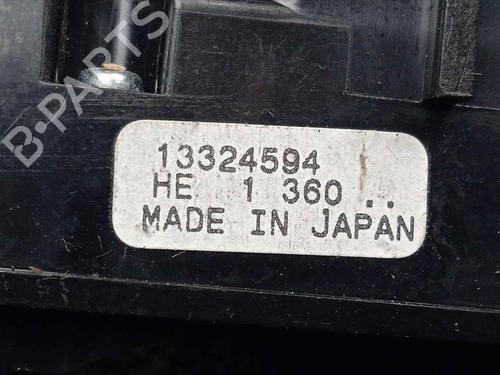 B-PARTS
13324594
HE 1 360 ..
MADE IN JAPAN